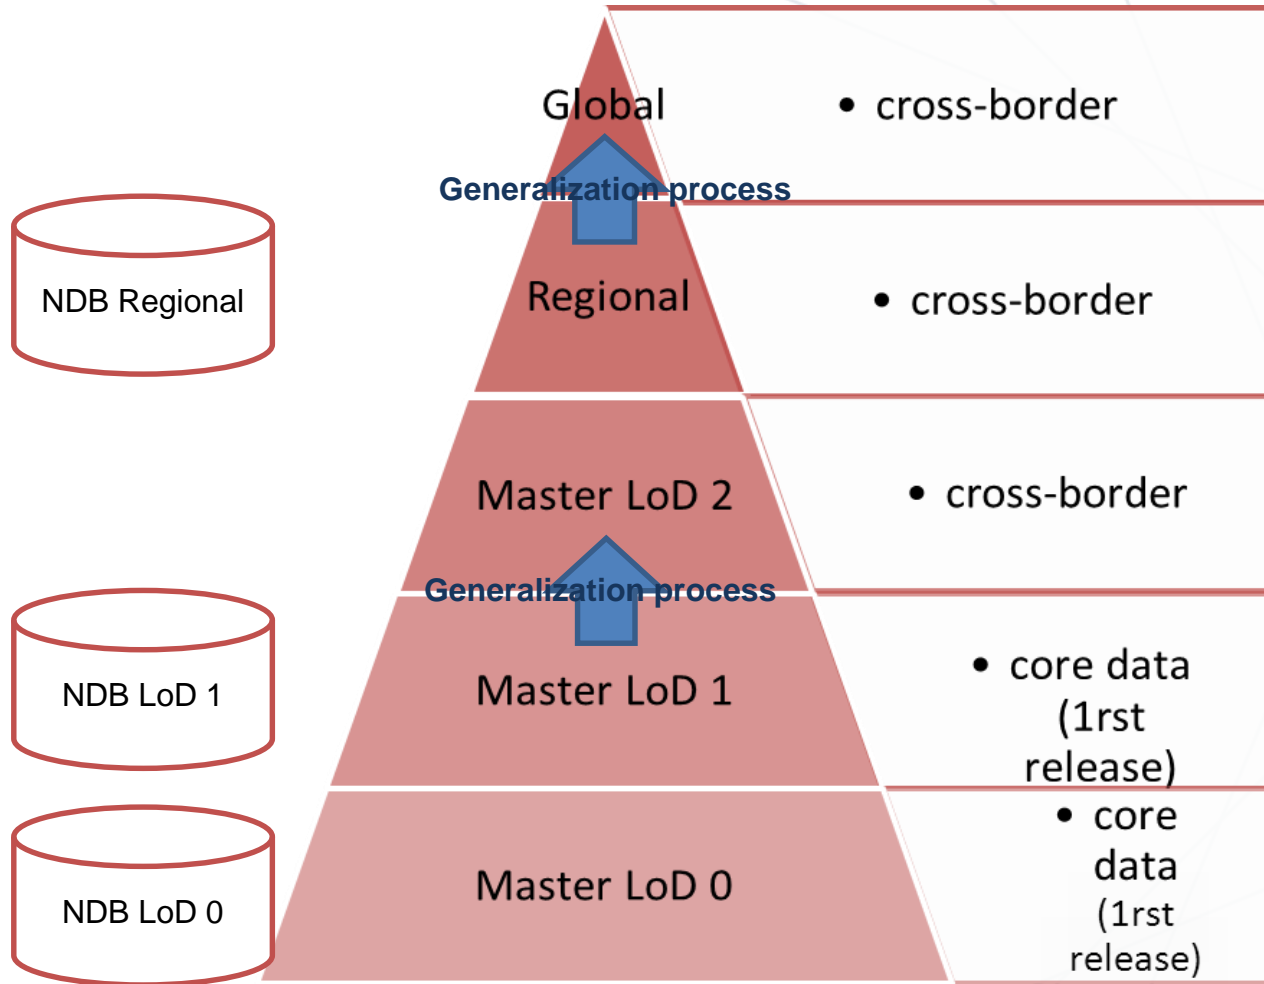 Global
• cross-border
Generalization process
NDB Regional
Regional
• cross-border
Master LoD 2
• cross-border
Generalization process
NDB LoD 1
Master LoD 1
• core data
(1rst
release)
NDB LoD 0
Master LoD 0
• core
data
(1rst
release)